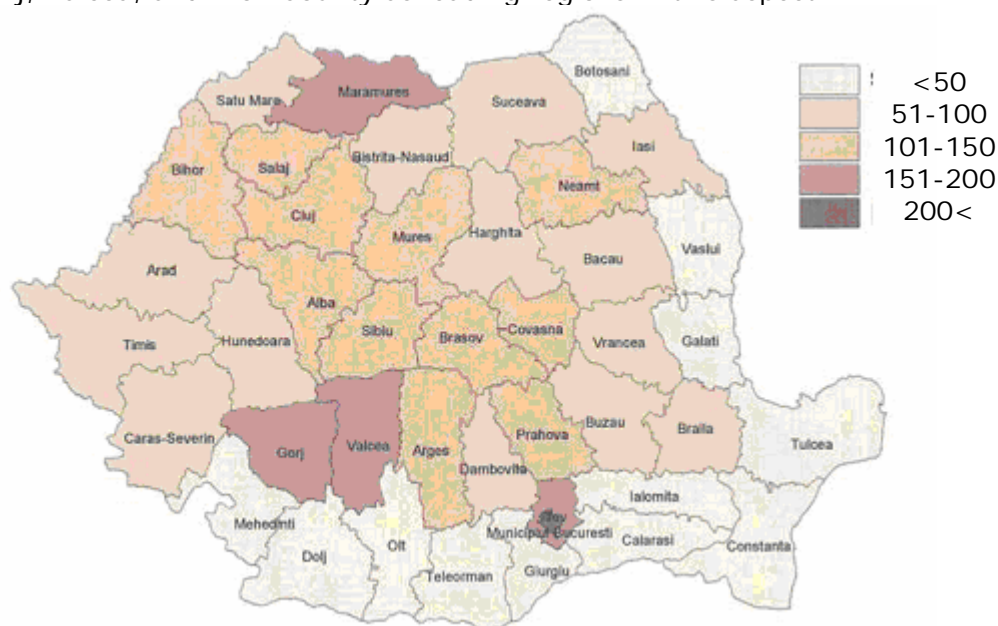 Botosani
<50
Satu Mare
Maramures
Suceava
51-100
Iasi
101-150
Bistrita-Nasaud
Bihor
Salaj
Neamt
151-200
Cluj
200<
Mures
Harghita
Vaslui
Arad
Bacau
Alba
Timis
Hunedoara
Sibiu
Brasov
Covasna
Vrancea
Galati
Caras-Severin
Gorj
Valcea
Arges
Prahova
Buzau
Braila
Tulcea
Dambovita
Ialomita
Mehedinti
Municipiul Bucuresti
Calarasi
Constanta
Dolj
Olt
Teleorman
Giurgiu